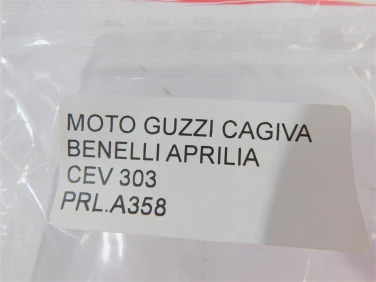 MOTO GUZZI CAGIVA
BENELLI APRILIA
CEV 303
PRL.A358